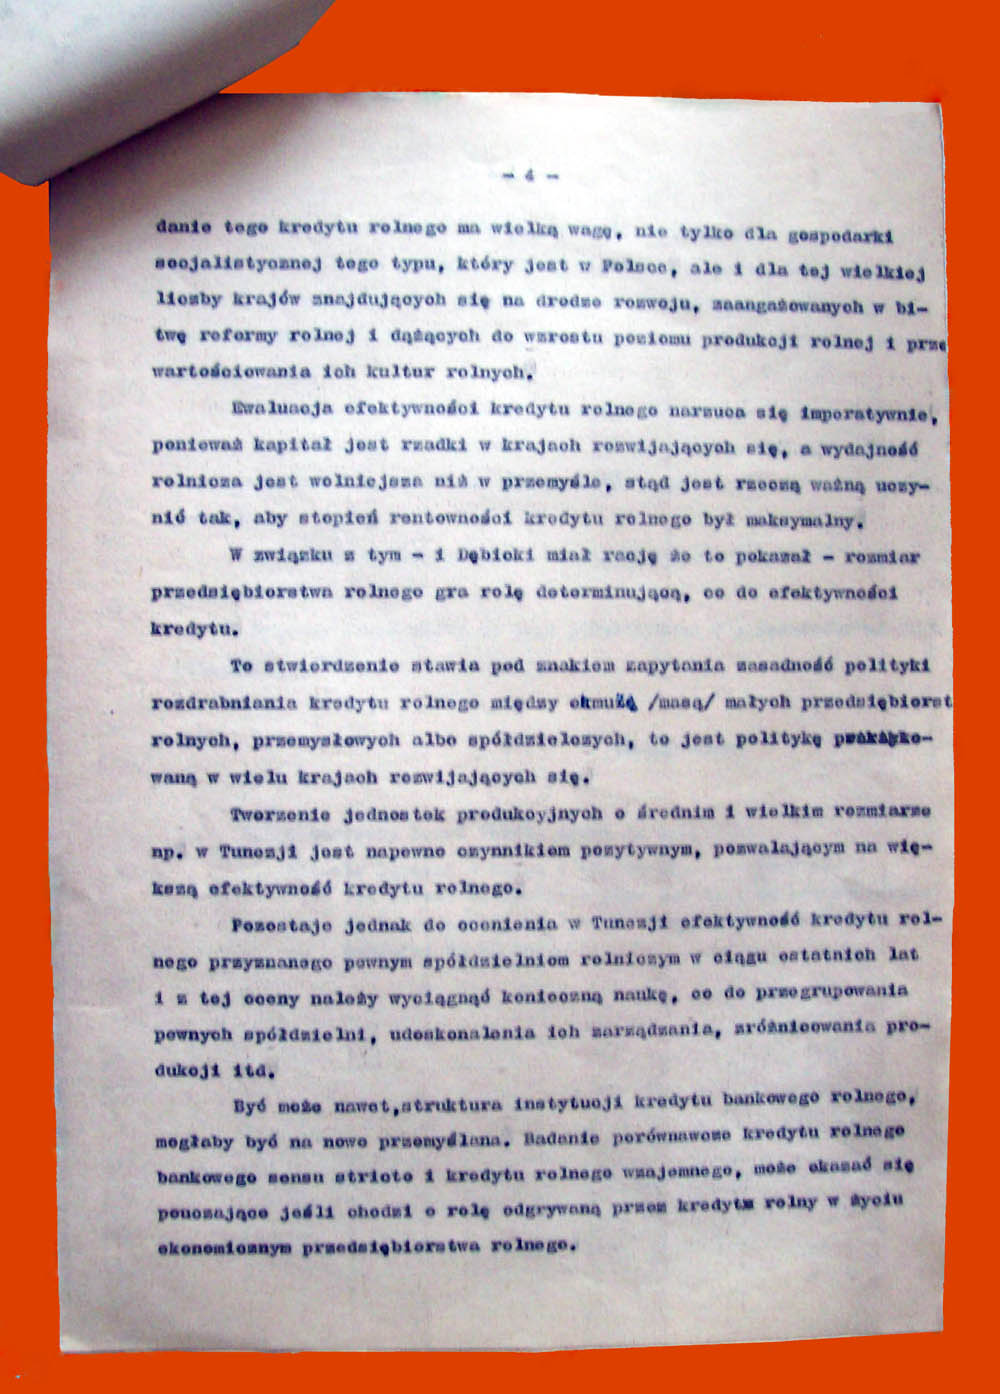 - 4 -
danie tego kredytu rolnego ma wielką wagę, nie tylko dla gospodarki
socjalistycznej tego typu, który jest w Polsce, ale i dla tej wielkiej
liczby krajów znajdujących się na drodze rozwoju, zaangażowanych w bi-
twę reformy rolnej i dążących do wzrostu poziomu produkcji rolnej i prze
wartościowania ich kultur rolnych.
Ewaluacja efektywności kredytu rolnego narzuca się imperatywnie,
ponieważ kapitał jest rzadki w krajach rozwijających się, a wydajność
rolnicza jest wolniejsza niż w przemyśle, stąd jest rzeczą ważną uczy-
nić tak, aby stopień rentowności kredytu rolnego był maksymalny.
W związku z tym - i Dębicki miał rację że to pokazał - rozmiar
przedsiębiorstwa rolnego gra rolę determinującą, co do efektywności
kredytu.
To stwierdzenie stawia pod znakiem zapytania zasadność polityki
rozdrabniania kredytu rolnego między /masą/ małych przedsiębiorst
rolnych, przemysłowych albo spółdzielczych, to jest politykę
waną w wielu krajach rozwijających się.
Tworzenie jednostek produkcyjnych o średnim i wielkim rozmiarze
np. w Tunezji jest napewno czynnikiem pozytywnym, pozwalającym na wię-
kszą efektywność kredytu rolnego.
Pozostaje jednak do ocenienia w Tunezji efektywność kredytu rol-
nego przyznanego pewnym spółdzielniom rolniczym w ciągu ostatnich lat
i z tej oceny należy wyciągnąć konieczną naukę, co do przegrupowania
pewnych spółdzielni, udoskonalenia ich zarządzania, zróżnicowania pro-
dukcji itd.
Być może nawet,struktura instytucji kredytu bankowego rolnego,
mogłaby być na nowo przemyślana. Badanie porównawcze kredytu rolnego
bankowego sensu stricto i kredytu rolnego wzajemnego, może okazać się
pouczające jeśli chodzi o rolę odgrywaną przez kredyt rolny w życiu
ekonomicznym przedsiębiorstwa rolnego.